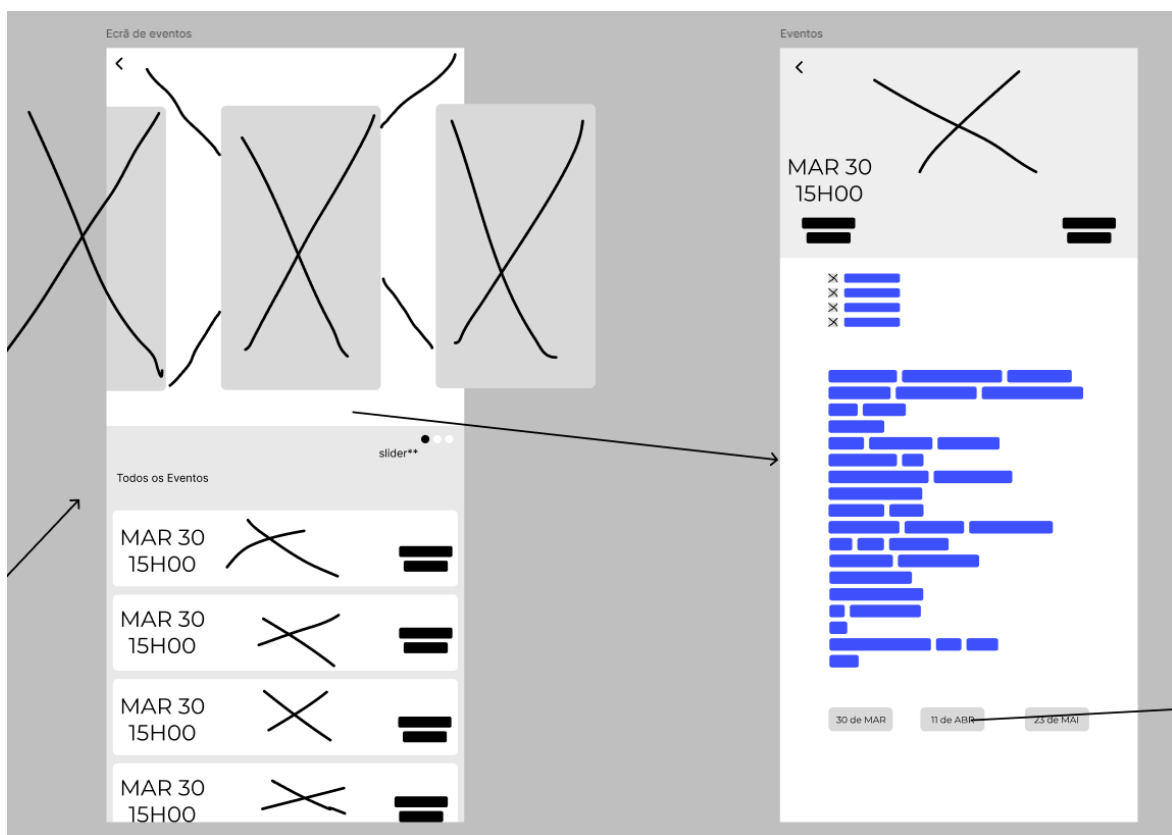 Ecrã de eventos
slider**
Todos os Eventos
MAR 30
15H00
MAR 30
15H00
MAR 30
15H00
MAR 30
15H00
Eventos
MAR 30
15H00
30 de MAR
11 de ABR
23 de MAI